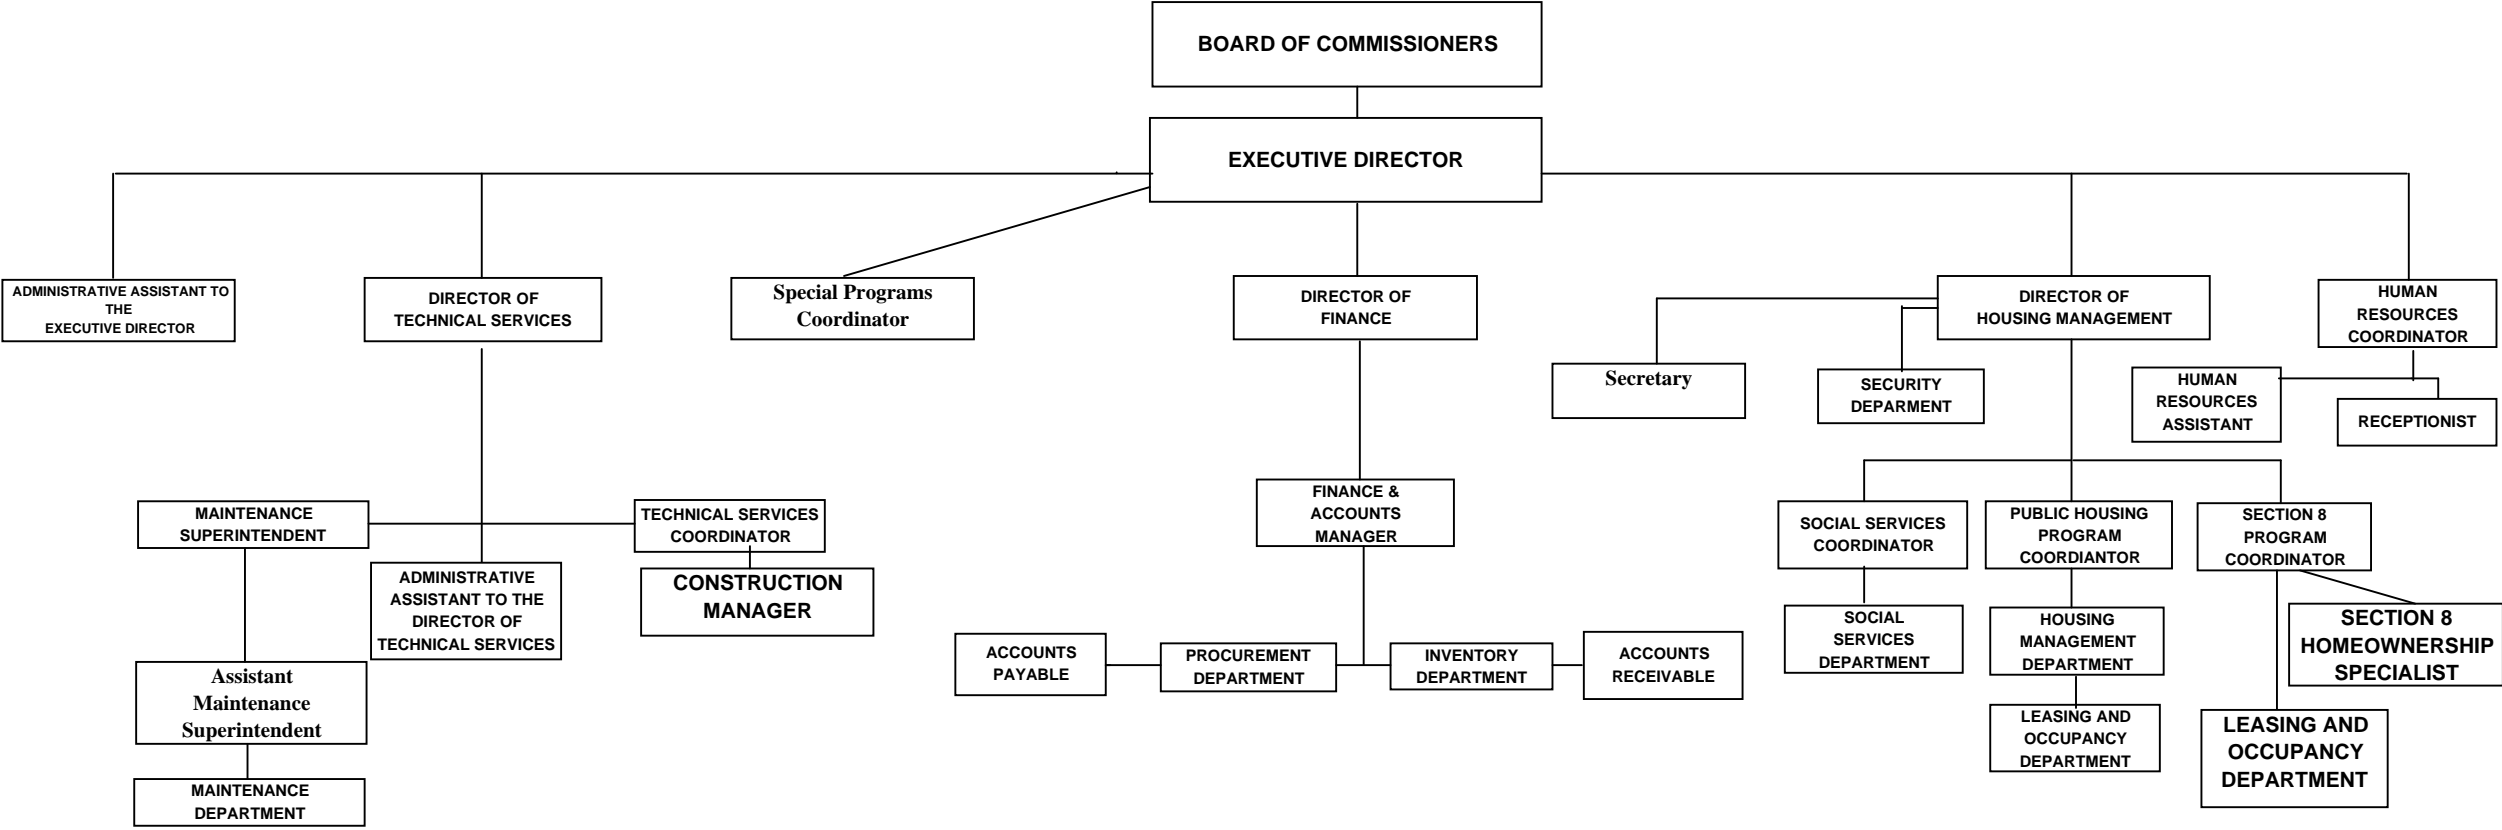 BOARD OF COMMISSIONERS
EXECUTIVE DIRECTOR
ADMINISTRATIVE ASSISTANT TO
THE
EXECUTIVE DIRECTOR
DIRECTOR OF
TECHNICAL SERVICES
Special Programs
Coordinator
DIRECTOR OF
FINANCE
DIRECTOR OF
HOUSING MANAGEMENT
HUMAN
RESOURCES
COORDINATOR
Secretary
SECURITY
DEPARMENT
HUMAN
RESOURCES
ASSISTANT
RECEPTIONIST
MAINTENANCE
SUPERINTENDENT
TECHNICAL SERVICES
COORDINATOR
FINANCE &
ACCOUNTS
MANAGER
SOCIAL SERVICES
COORDINATOR
PUBLIC HOUSING
PROGRAM
COORDIANTOR
SECTION 8
PROGRAM
COORDINATOR
ADMINISTRATIVE
ASSISTANT TO THE
DIRECTOR OF
TECHNICAL SERVICES
CONSTRUCTION
MANAGER
SOCIAL
SERVICES
DEPARTMENT
HOUSING
MANAGEMENT
DEPARTMENT
SECTION 8
HOMEOWNERSHIP
SPECIALIST
ACCOUNTS
PAYABLE
PROCUREMENT
DEPARTMENT
INVENTORY
DEPARTMENT
ACCOUNTS
RECEIVABLE
Assistant
Maintenance
Superintendent
LEASING AND
OCCUPANCY
DEPARTMENT
LEASING AND
OCCUPANCY
DEPARTMENT
MAINTENANCE
DEPARTMENT